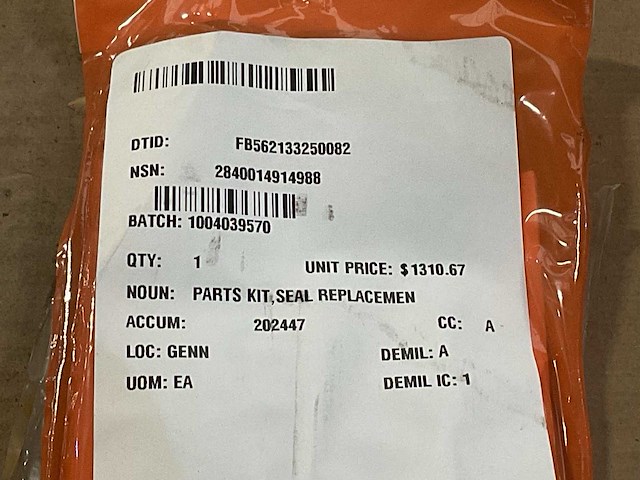 DTID: FB562133250082
NSN: 2840014914988
BATCH: 1004039570
QTY: 1 UNIT PRICE: $1310.67
NOUN: PARTS KIT,SEAL REPLACEMEN
ACCUM: 202447 CC: A
LOC: GENN DEMIL: A
UOM: EA DEMIL IC: 1